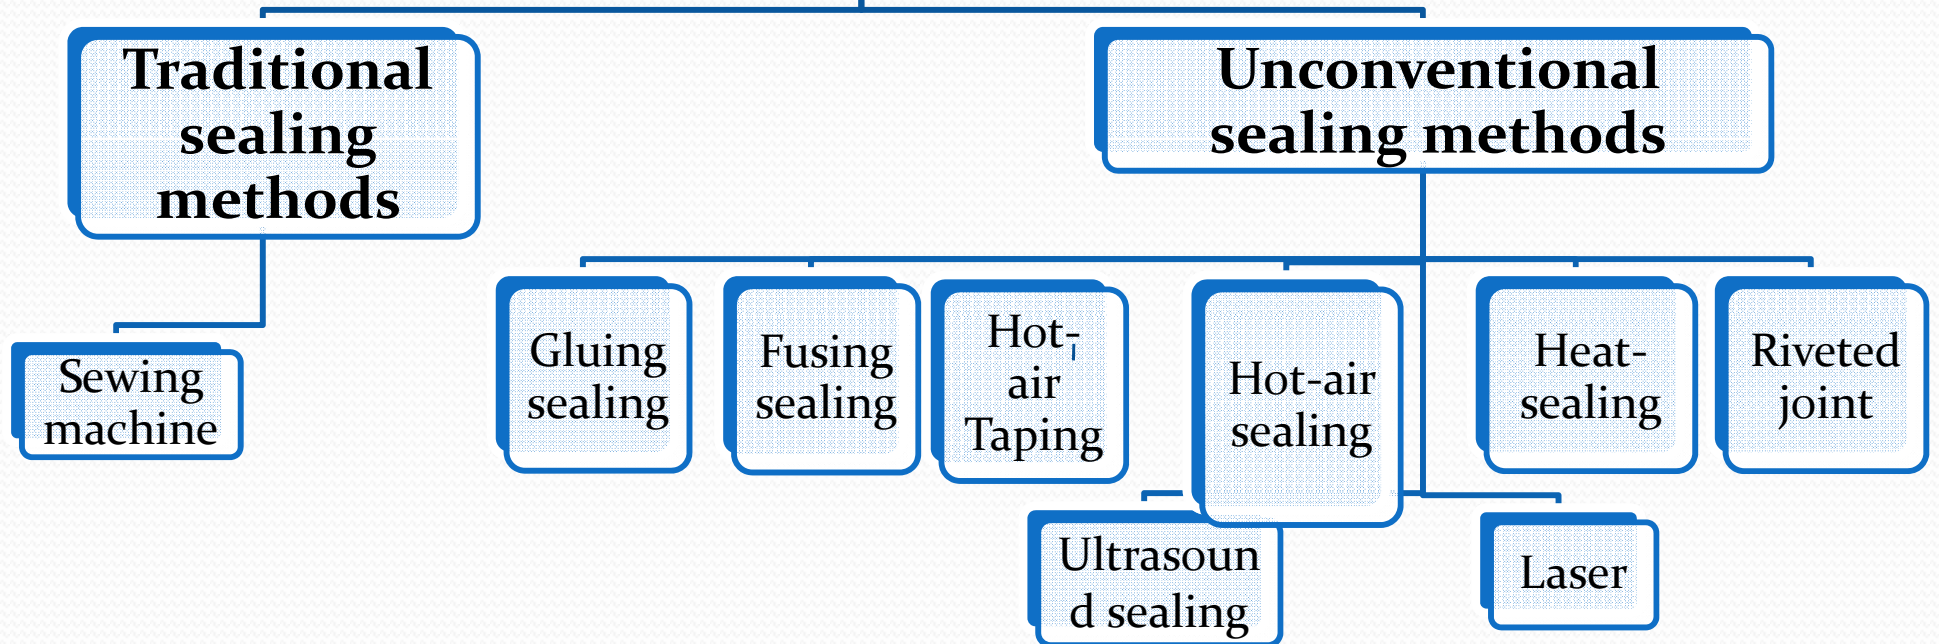 Traditional
sealing
methods
Unconventional
sealing methods
Sewing
machine
Gluing
sealing
Fusing
sealing
Hot-
air
Taping
Hot-air
sealing
Heat-
sealing
Riveted
joint
Ultrasoun
d sealing
Laser